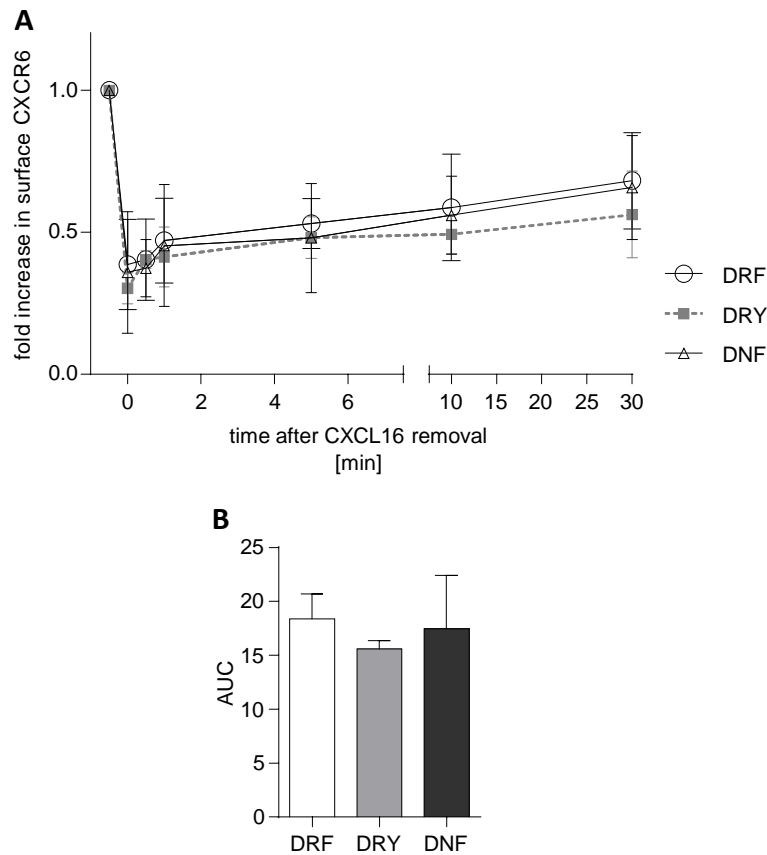 A
fold increase in surface CXCR6
1.0
0.5
0.0
0 2 4 6 10 15 20 25 30
time after CXCL16 removal
[min]
DRF
DRY
DNF
B
AUC
25
20
15
10
5
0
DRF DRY DNF